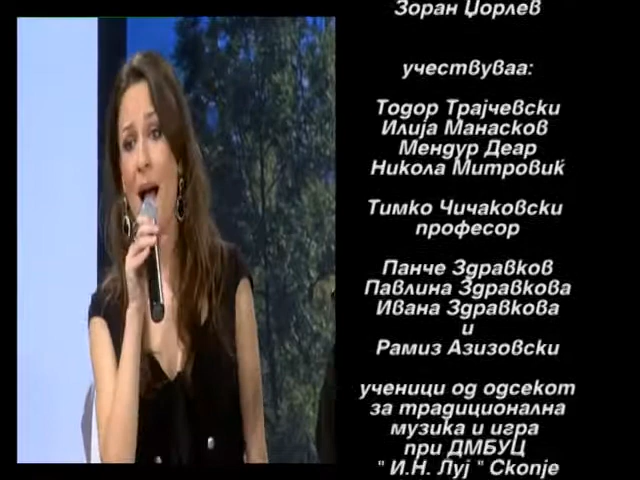 Зоран Џорлев
учествуваа:
Тодор Трајчевски
Илија Манасков
Мендур Деар
Никола Митровиќ
Тимко Чичаковски
професор
Панче Здравков
Павлина Здравкова
Ивана Здравкова
и
Рамиз Азизовски
ученици од одсекот
за традиционална
музика и игра
при ДМБУЦ
" И.Н. Луј " Скопје